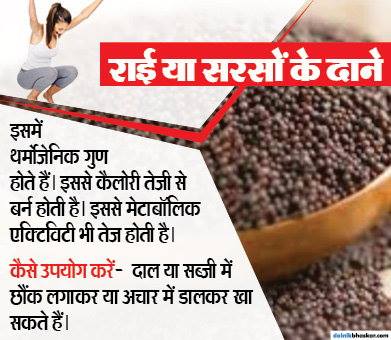 राई या सरसों के दाने
इसमें
थर्मोजेनिक गुण
होते हैं। इससे कैलोरी तेजी से
बर्न होती है। इससे मेटाबॉलिक
एक्टिविटी भी तेज होती है।
कैसे उपयोग करें- दाल या सब्जी में
छौंक लगाकर या अचार में डालकर खा
सकते हैं।
dainikbhaskar.com